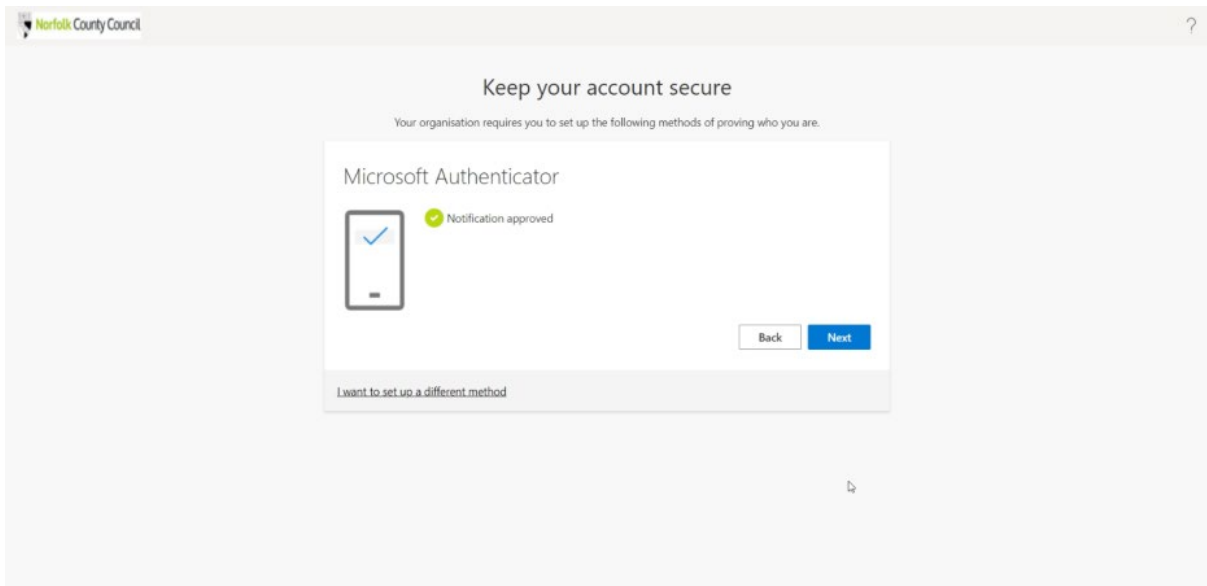 Norfolk County Council
?
Keep your account secure
Your organisation requires you to set up the following methods of proving who you are.
Microsoft Authenticator
Notification approved
Back Next
I want to set up a different method